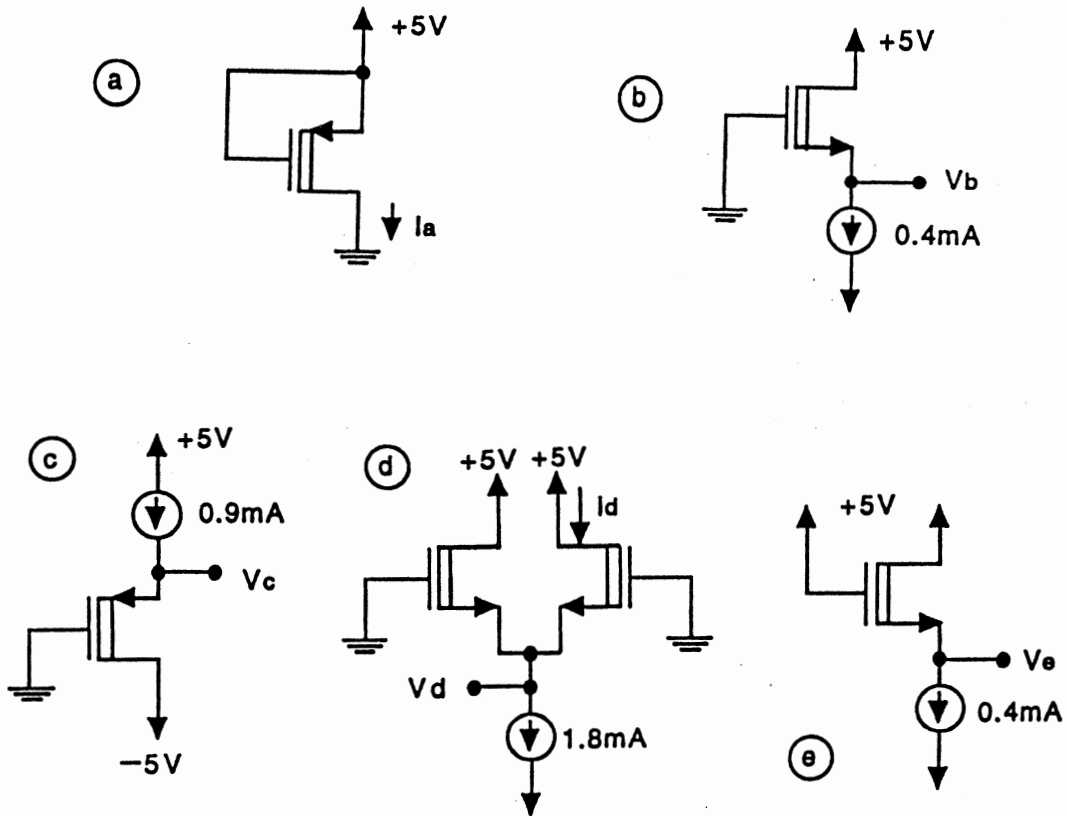 a
+5V
Ia
b
+5V
Vb
0.4mA
c
+5V
0.9mA
Vc
−5V
d
+5V +5V
Id
Vd
1.8mA
+5V
Ve
0.4mA
e